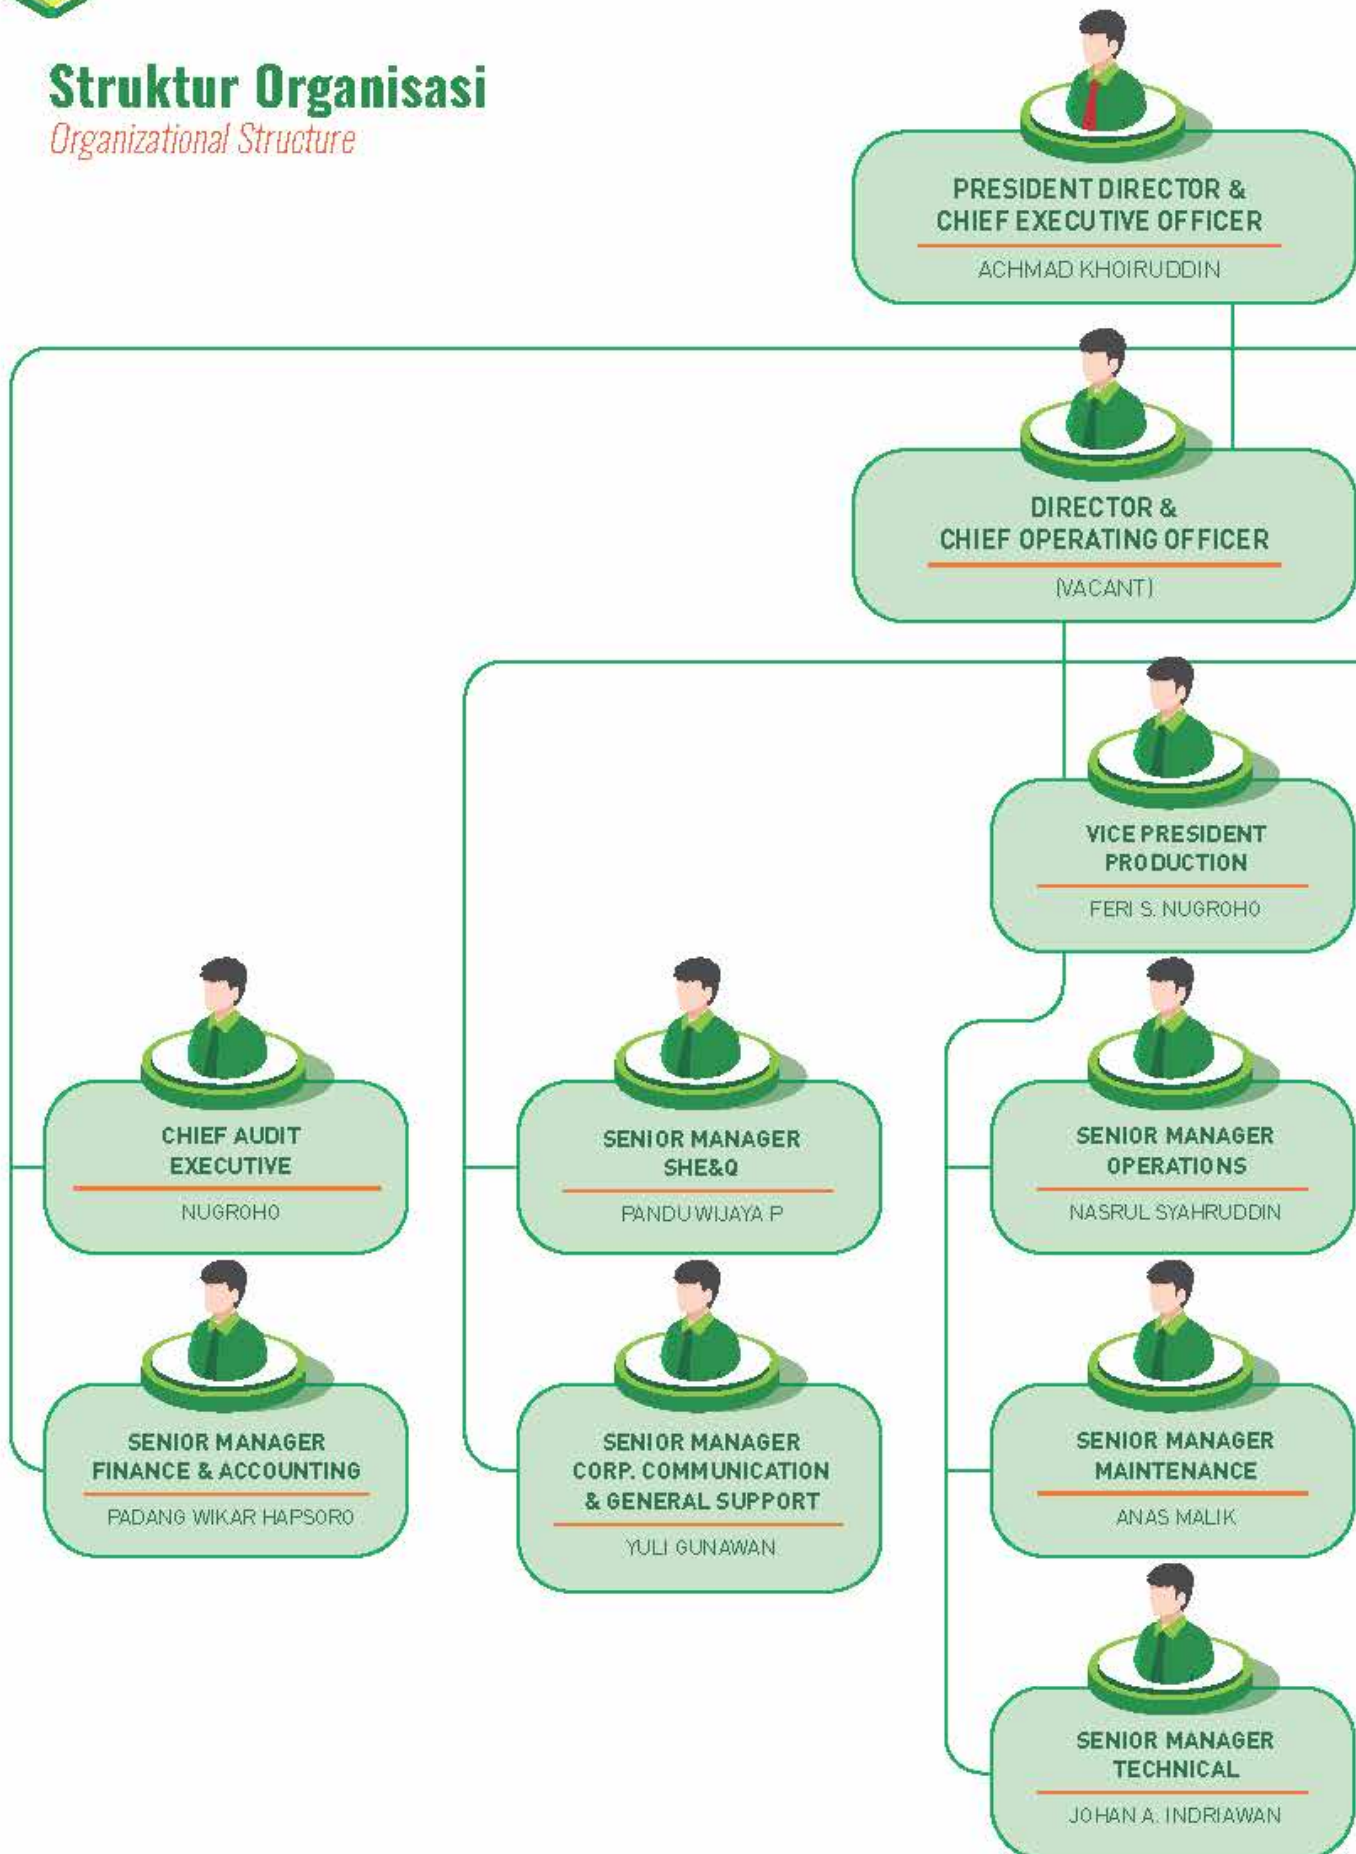 Struktur Organisasi
Organizational Structure
PRESIDENT DIRECTOR &
CHIEF EXECUTIVE OFFICER
ACHMAD KHOIRUDDIN
DIRECTOR &
CHIEF OPERATING OFFICER
(VACANT)
VICE PRESIDENT
PRODUCTION
FERI S. NUGROHO
CHIEF AUDIT
EXECUTIVE
NUGROHO
SENIOR MANAGER
SHE&Q
PANDU WIJAYA P
SENIOR MANAGER
OPERATIONS
NASRUL SYAHRUDDIN
SENIOR MANAGER
FINANCE & ACCOUNTING
PADANG WIKAR HAPSORO
SENIOR MANAGER
CORP. COMMUNICATION
& GENERAL SUPPORT
YULI GUNAWAN
SENIOR MANAGER
MAINTENANCE
ANAS MALIK
SENIOR MANAGER
TECHNICAL
JOHAN A. INDRIAWAN